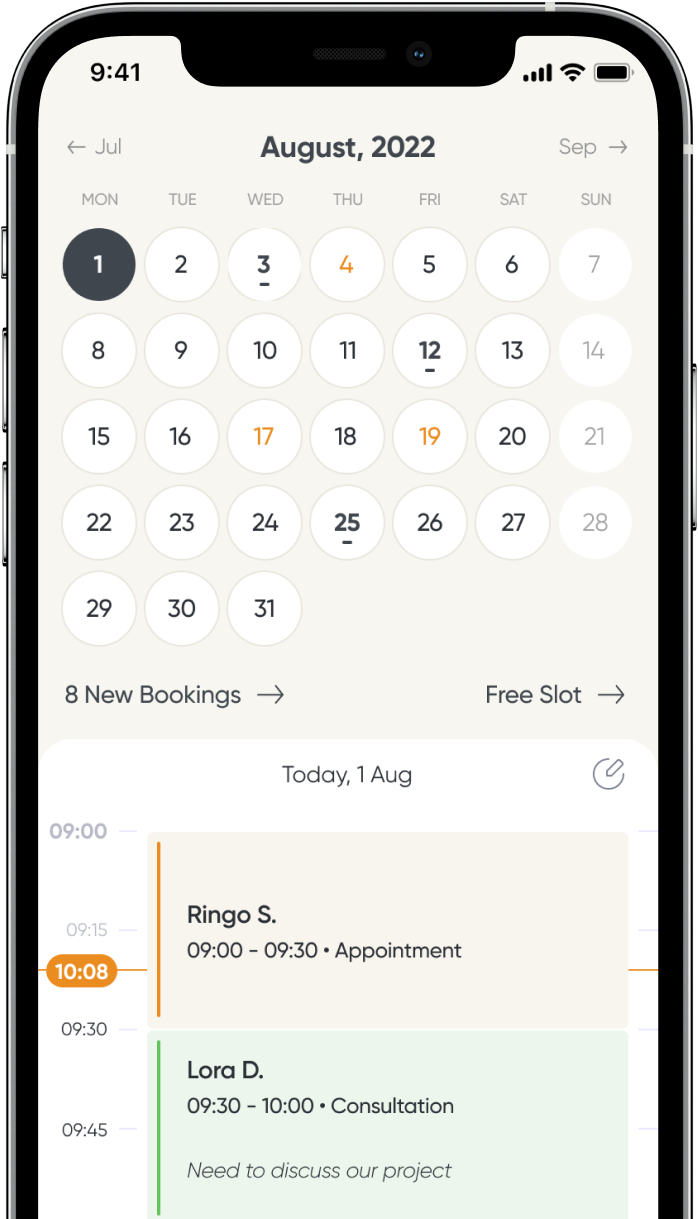 9:41
← Jul August, 2022 Sep →
MON TUE WED THU FRI SAT SUN
1 2 3 4 5 6 7
8 9 10 11 12 13 14
15 16 17 18 19 20 21
22 23 24 25 26 27 28
29 30 31
8 New Bookings → Free Slot →
Today, 1 Aug
09:00
Ringo S.
09:15
09:00 - 09:30 • Appointment
10:08
09:30
Lora D.
09:30 - 10:00 • Consultation
09:45
Need to discuss our project